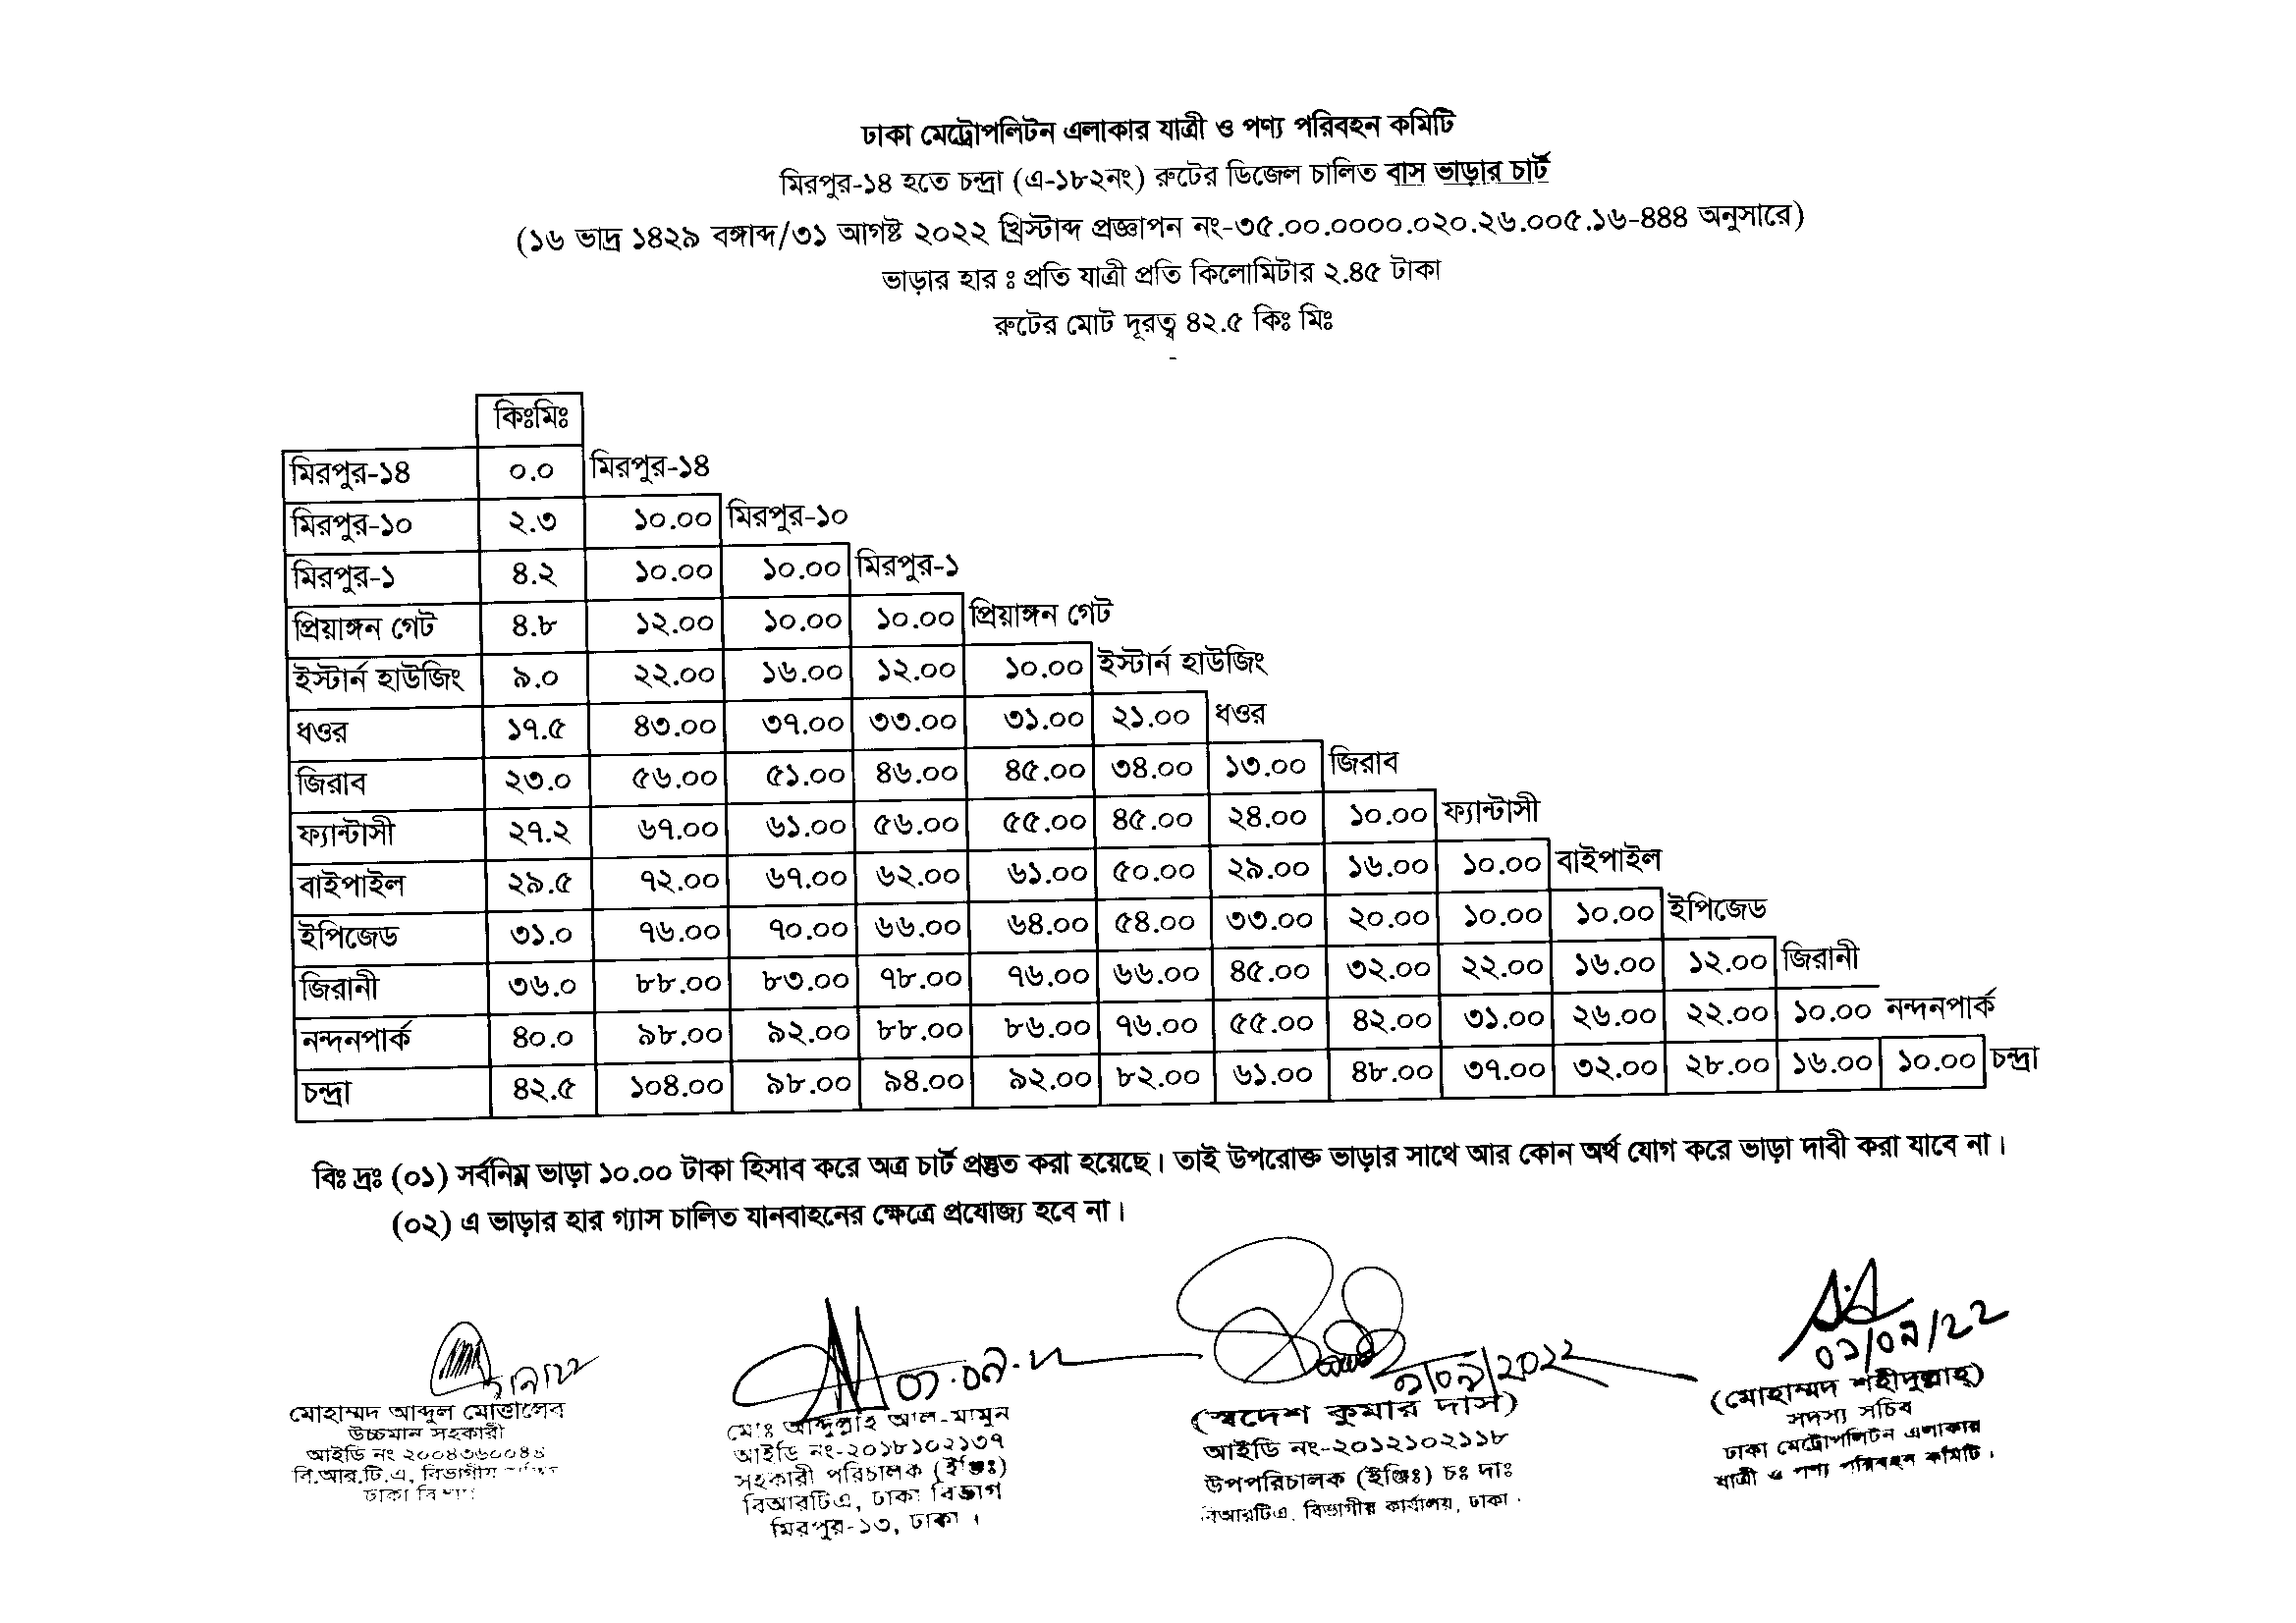 ঢাকা মেট্রোপলিটন এলাকার যাত্রী ও পণ্য পরিবহন কমিটি
মিরপুর-১৪ হতে চন্দ্রা (এ-১৮২নং) রুটের ডিজেল চালিত বাস ভাড়ার চার্ট
(১৬ ভাদ্র ১৪২৯ বঙ্গাব্দ/৩১ আগষ্ট ২০২২ খ্রিস্টাব্দ প্রজ্ঞাপন নং-৩৫.০০.০০০০.০২০.২৬.০০৫.১৬-৪৪৪ অনুসারে)
ভাড়ার হার ঃ প্রতি যাত্রী প্রতি কিলোমিটার ২.৪৫ টাকা
রুটের মোট দূরত্ব ৪২.৫ কিঃ মিঃ
কিঃমিঃ
মিরপুর-১৪ ০.০ মিরপুর-১৪
মিরপুর-১০ ২.৩ ১০.০০ মিরপুর-১০
মিরপুর-১ ৪.২ ১০.০০ ১০.০০ মিরপুর-১
প্রিয়াঙ্গন গেট ৪.৮ ১২.০০ ১০.০০ ১০.০০ প্রিয়াঙ্গন গেট
ইস্টার্ন হাউজিং ৯.০ ২২.০০ ১৬.০০ ১২.০০ ১০.০০ ইস্টার্ন হাউজিং
ধওর ১৭.৫ ৪৩.০০ ৩৭.০০ ৩৩.০০ ৩১.০০ ২১.০০ ধওর
জিরাব ২৩.০ ৫৬.০০ ৫১.০০ ৪৬.০০ ৪৫.০০ ৩৪.০০ ১৩.০০ জিরাব
ফ্যান্টাসী ২৭.২ ৬৭.০০ ৬১.০০ ৫৬.০০ ৫৫.০০ ৪৫.০০ ২৪.০০ ১০.০০ ফ্যান্টাসী
বাইপাইল ২৯.৫ ৭২.০০ ৬৭.০০ ৬২.০০ ৬১.০০ ৫০.০০ ২৯.০০ ১৬.০০ ১০.০০ বাইপাইল
ইপিজেড ৩১.০ ৭৬.০০ ৭০.০০ ৬৬.০০ ৬৪.০০ ৫৪.০০ ৩৩.০০ ২০.০০ ১০.০০ ১০.০০ ইপিজেড
জিরানী ৩৬.০ ৮৮.০০ ৮৩.০০ ৭৮.০০ ৭৬.০০ ৬৬.০০ ৪৫.০০ ৩২.০০ ২২.০০ ১৬.০০ ১২.০০ জিরানী
নন্দনপার্ক ৪০.০ ৯৮.০০ ৯২.০০ ৮৮.০০ ৮৬.০০ ৭৬.০০ ৫৫.০০ ৪২.০০ ৩১.০০ ২৬.০০ ২২.০০ ১০.০০ নন্দনপার্ক
চন্দ্রা ৪২.৫ ১০৪.০০ ৯৮.০০ ৯৪.০০ ৯২.০০ ৮২.০০ ৬১.০০ ৪৮.০০ ৩৭.০০ ৩২.০০ ২৮.০০ ১৬.০০ ১০.০০ চন্দ্রা
বিঃ দ্রঃ (০১) সর্বনিম্ন ভাড়া ১০.০০ টাকা হিসাব করে অত্র চার্ট প্রস্তুত করা হয়েছে। তাই উপরোক্ত ভাড়ার সাথে আর কোন অর্থ যোগ করে ভাড়া দাবী করা যাবে না।
(০২) এ ভাড়ার হার গ্যাস চালিত যানবাহনের ক্ষেত্রে প্রযোজ্য হবে না।
মোহাম্মদ আব্দুল মোত্তালেব
উচ্চমান সহকারী
আইডি নং ২০০৪৩৬০০৪৪
বি.আর.টি.এ, বিভাগীয়
ঢাকা
মোঃ আব্দুল্লাহ আল-মামুন
আইডি নং-২০১৮১০২১৩৭
সহকারী পরিচালক (ইঞ্জিঃ)
বিআরটিএ, ঢাকা বিভাগ
মিরপুর-১৩, ঢাকা ।
১/০৯/২০২২
(স্বদেশ কুমার দাস)
আইডি নং-২০১২১০২১১৮
উপপরিচালক (ইঞ্জিঃ) চঃ দাঃ
বিআরটিএ, বিভাগীয় কার্যালয়, ঢাকা।
০১/০৯/২২
(মোহাম্মদ শহীদুল্লাহ্)
সদস্য সচিব
ঢাকা মেট্রোপলিটন এলাকার
যাত্রী ও পণ্য পরিবহন কমিটি।